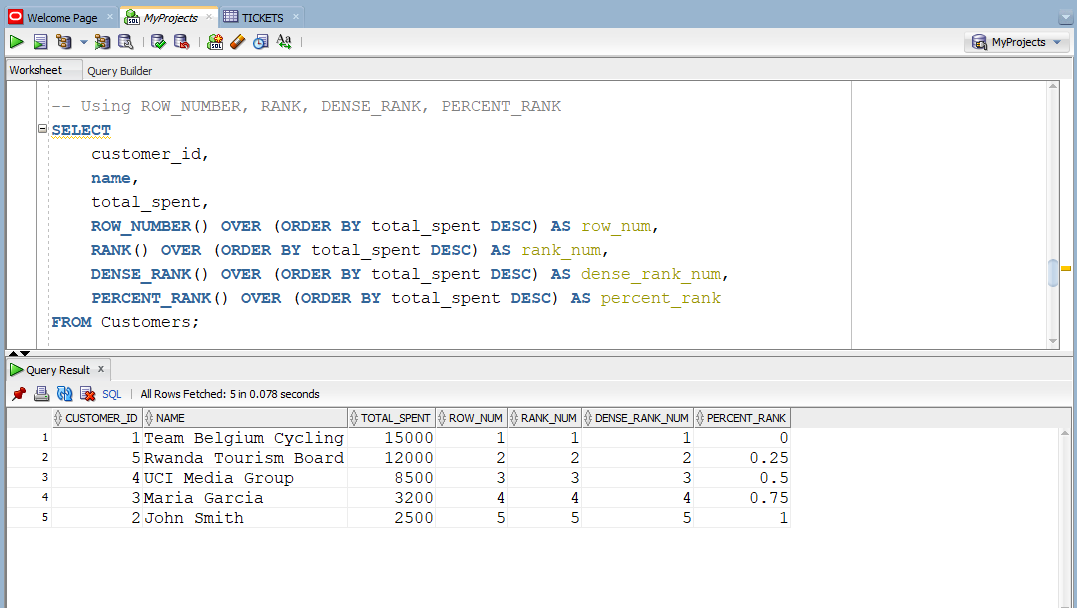 Welcome Page MyProjects TICKETS
MyProjects
Worksheet Query Builder
-- Using ROW_NUMBER, RANK, DENSE_RANK, PERCENT_RANK
SELECT
customer_id,
name,
total_spent,
ROW_NUMBER() OVER (ORDER BY total_spent DESC) AS row_num,
RANK() OVER (ORDER BY total_spent DESC) AS rank_num,
DENSE_RANK() OVER (ORDER BY total_spent DESC) AS dense_rank_num,
PERCENT_RANK() OVER (ORDER BY total_spent DESC) AS percent_rank
FROM Customers;
Query Result x
SQL | All Rows Fetched: 5 in 0.078 seconds
CUSTOMER_ID NAME TOTAL_SPENT ROW_NUM RANK_NUM DENSE_RANK_NUM PERCENT_RANK
1 1 Team Belgium Cycling 15000 1 1 1 0
2 5 Rwanda Tourism Board 12000 2 2 2 0.25
3 4 UCI Media Group 8500 3 3 3 0.5
4 3 Maria Garcia 3200 4 4 4 0.75
5 2 John Smith 2500 5 5 5 1